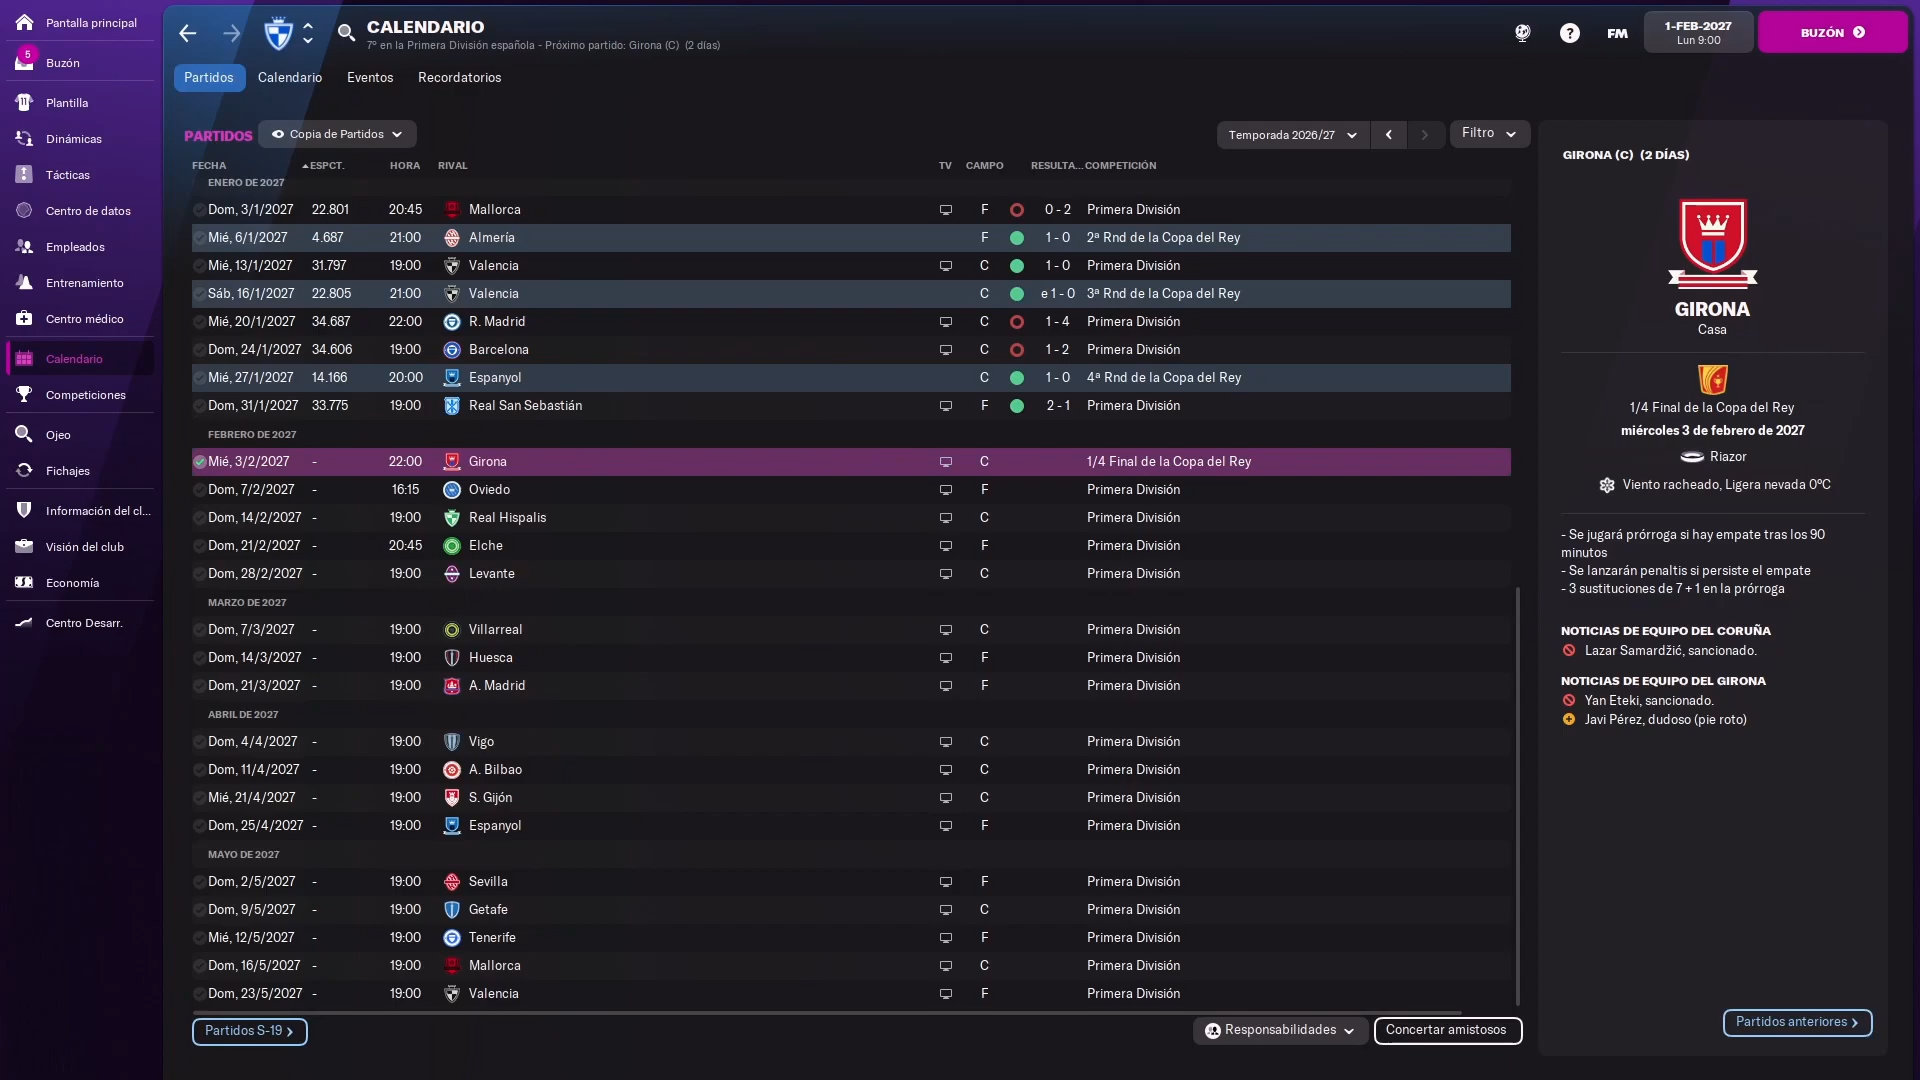 Pantalla principal
5
Buzón
Plantilla
11
Dinámicas
Tácticas
Centro de datos
Empleados
Entrenamiento
Centro médico
Calendario
Competiciones
Ojeo
Fichajes
Información del cl...
Visión del club
Economía
Centro Desarr.
CALENDARIO
7º en la Primera División española - Próximo partido: Girona (C) (2 días)
?
FM
1-FEB-2027
Lun 9:00
BUZÓN
Partidos Calendario Eventos Recordatorios
PARTIDOS Copia de Partidos
Temporada 2026/27
Filtro
FECHA ESPCT. HORA RIVAL TV CAMPO RESULTA... COMPETICIÓN
ENERO DE 2027
Dom, 3/1/2027 22.801 20:45 Mallorca F 0 - 2 Primera División
Mié, 6/1/2027 4.687 21:00 Almería F 1 - 0 2ª Rnd de la Copa del Rey
Mié, 13/1/2027 31.797 19:00 Valencia C 1 - 0 Primera División
Sáb, 16/1/2027 22.805 21:00 Valencia C e 1 - 0 3ª Rnd de la Copa del Rey
Mié, 20/1/2027 34.687 22:00 R. Madrid C 1 - 4 Primera División
Dom, 24/1/2027 34.606 19:00 Barcelona C 1 - 2 Primera División
Mié, 27/1/2027 14.166 20:00 Espanyol C 1 - 0 4ª Rnd de la Copa del Rey
Dom, 31/1/2027 33.775 19:00 Real San Sebastián F 2 - 1 Primera División
FEBRERO DE 2027
Mié, 3/2/2027 - 22:00 Girona C 1/4 Final de la Copa del Rey
Dom, 7/2/2027 - 16:15 Oviedo F Primera División
Dom, 14/2/2027 - 19:00 Real Hispalis C Primera División
Dom, 21/2/2027 - 20:45 Elche F Primera División
Dom, 28/2/2027 - 19:00 Levante C Primera División
MARZO DE 2027
Dom, 7/3/2027 - 19:00 Villarreal C Primera División
Dom, 14/3/2027 - 19:00 Huesca F Primera División
Dom, 21/3/2027 - 19:00 A. Madrid F Primera División
ABRIL DE 2027
Dom, 4/4/2027 - 19:00 Vigo C Primera División
Dom, 11/4/2027 - 19:00 A. Bilbao C Primera División
Mié, 21/4/2027 - 19:00 S. Gijón C Primera División
Dom, 25/4/2027 - 19:00 Espanyol F Primera División
MAYO DE 2027
Dom, 2/5/2027 - 19:00 Sevilla F Primera División
Dom, 9/5/2027 - 19:00 Getafe C Primera División
Mié, 12/5/2027 - 19:00 Tenerife F Primera División
Dom, 16/5/2027 - 19:00 Mallorca C Primera División
Dom, 23/5/2027 - 19:00 Valencia F Primera División
Partidos S-19
Responsabilidades
Concertar amistosos
GIRONA (C) (2 DÍAS)
GIRONA
Casa
1/4 Final de la Copa del Rey
miércoles 3 de febrero de 2027
Riazor
Viento racheado, Ligera nevada 0ºC
- Se jugará prórroga si hay empate tras los 90
minutos
- Se lanzarán penaltis si persiste el empate
- 3 sustituciones de 7 + 1 en la prórroga
NOTICIAS DE EQUIPO DEL CORUÑA
Lazar Samardžić, sancionado.
NOTICIAS DE EQUIPO DEL GIRONA
Yan Eteki, sancionado.
Javi Pérez, dudoso (pie roto)
Partidos anteriores